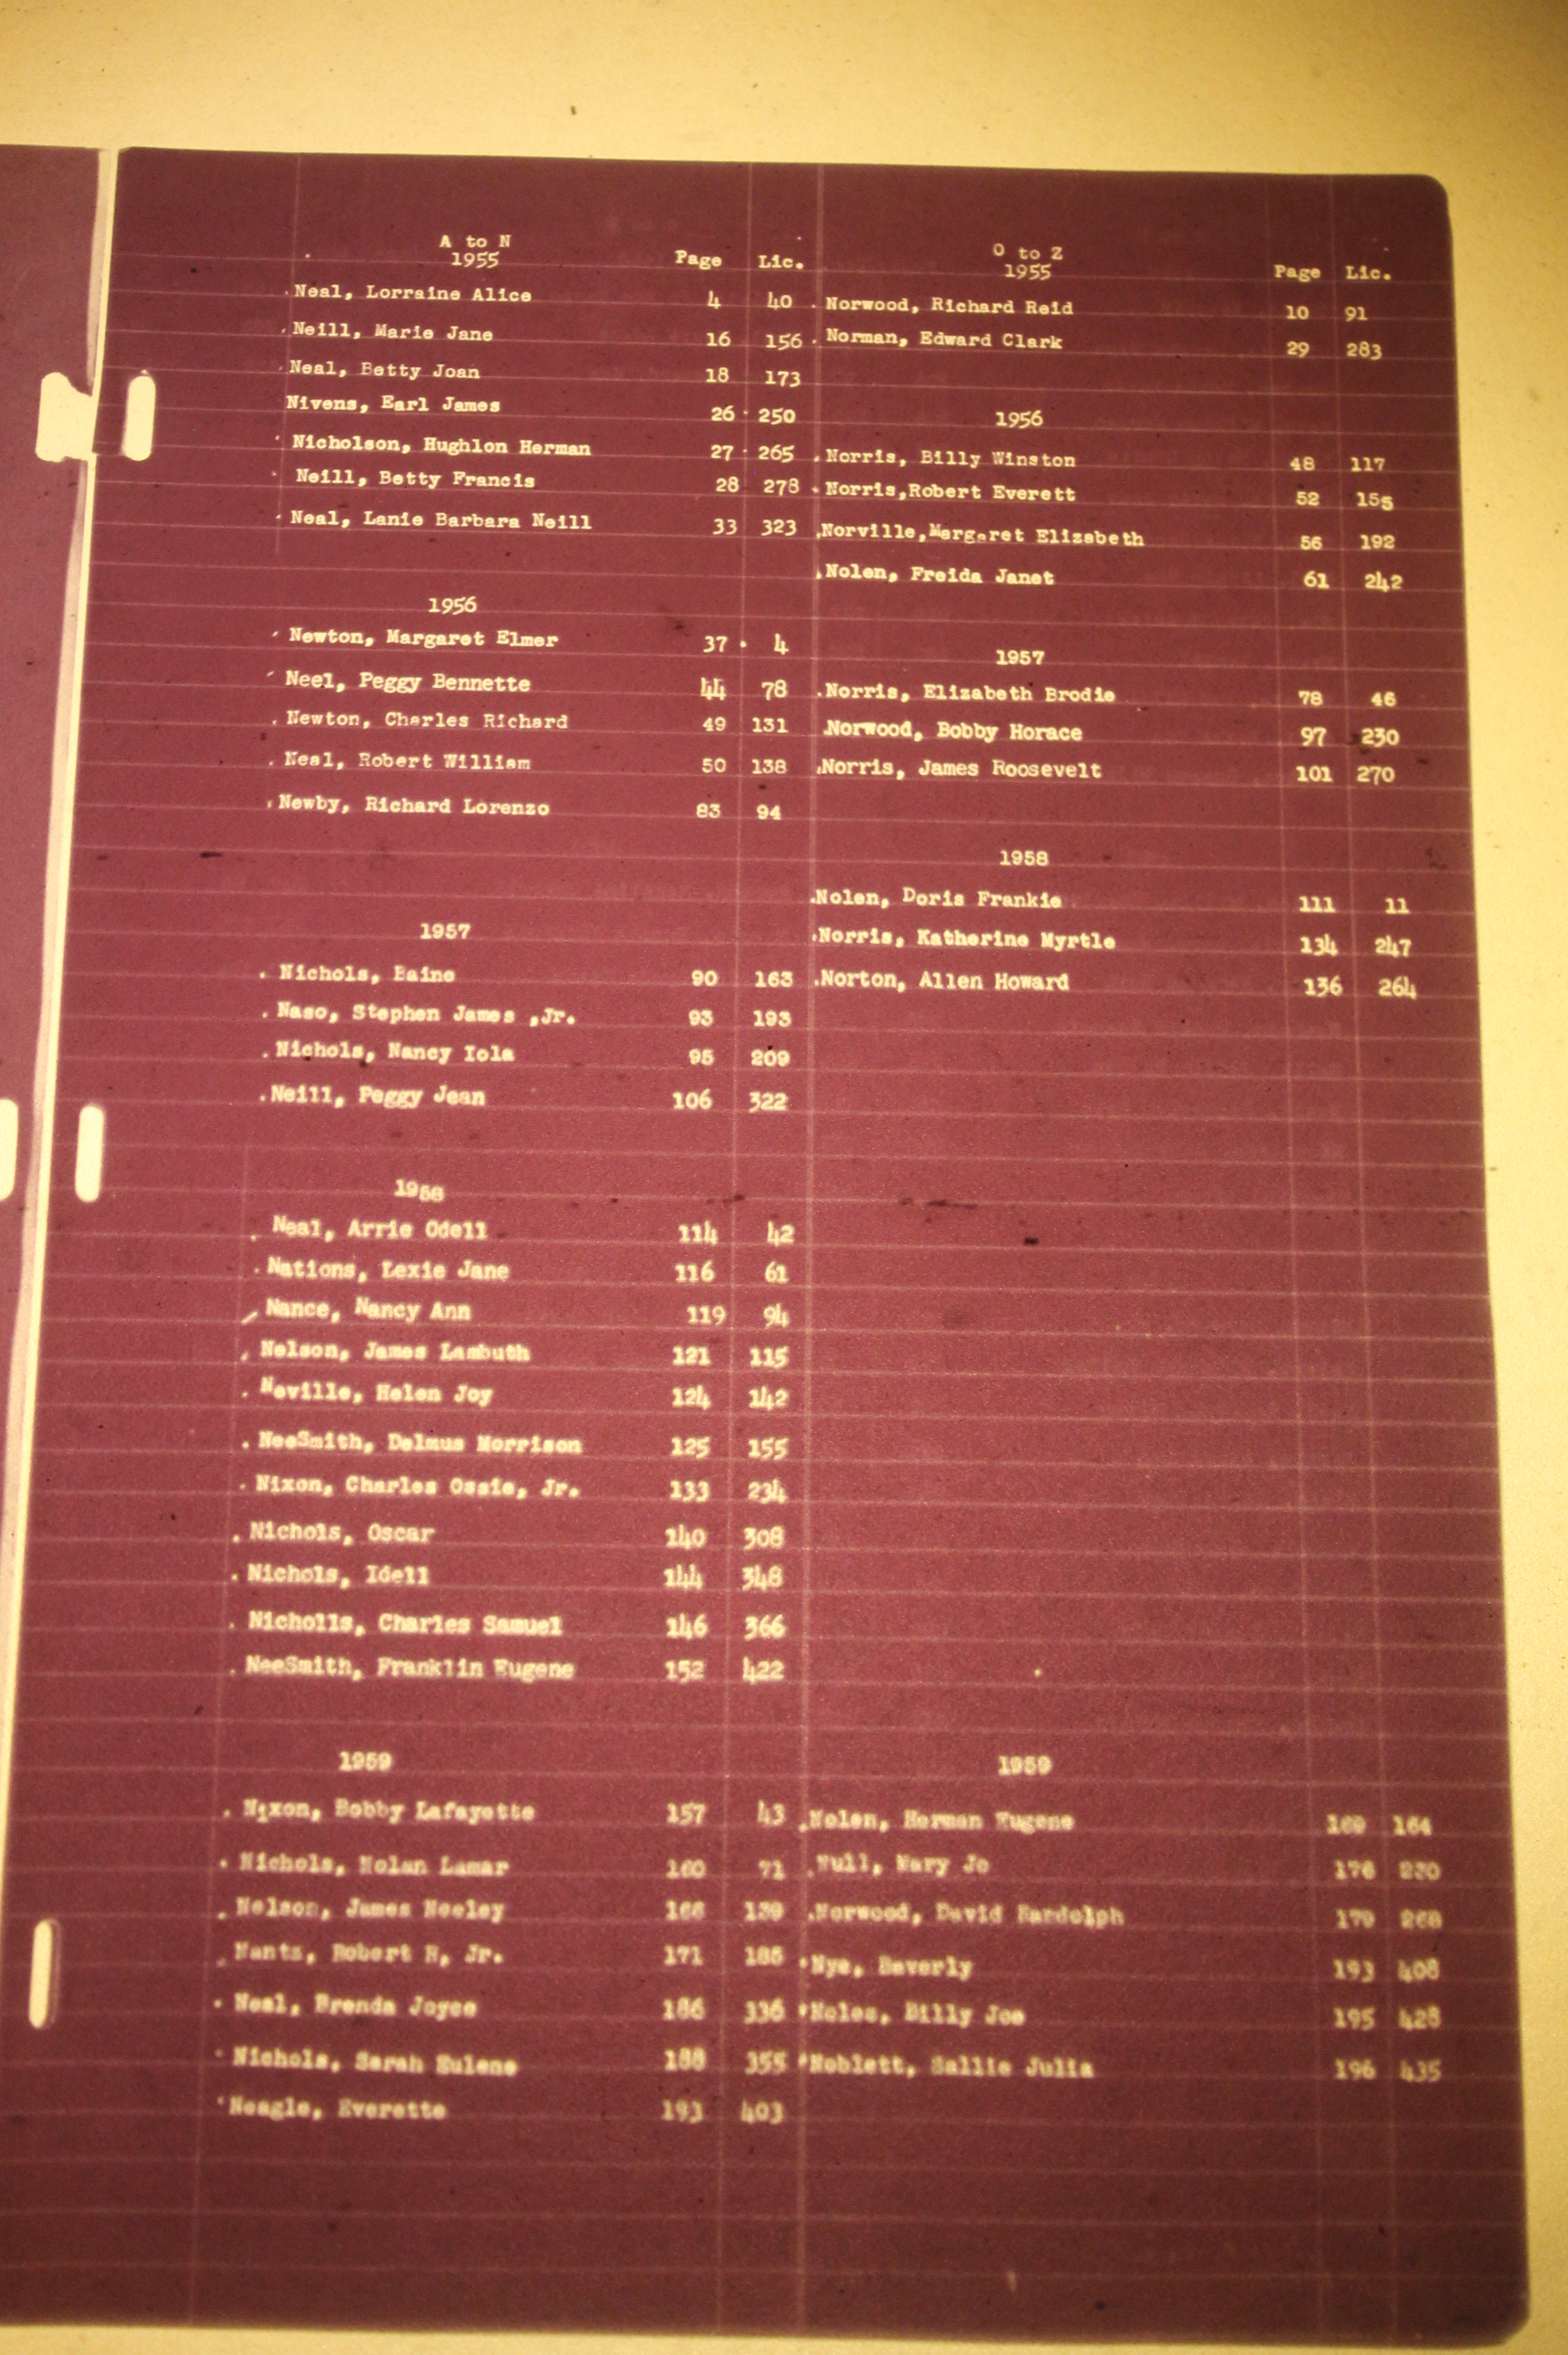 A to N
1955 Page Lic.
Neal, Lorraine Alice 4 40
Neill, Marie Jane 16 156
Neal, Betty Joan 18 173
Nivens, Earl James 26 250
Nicholson, Hughlon Herman 27 265
Neill, Betty Francis 28 278
Neal, Lanie Barbara Neill 33 323
1956
Newton, Margaret Elmer 37 4
Neel, Peggy Bennette 44 78
Newton, Charles Richard 49 131
Neal, Robert William 50 138
Newby, Richard Lorenzo 83 94
1957
Nichols, Baine 90 163
Naso, Stephen James ,Jr. 93 193
Nichols, Nancy Iola 95 209
Neill, Peggy Jean 106 322
1958
Neal, Arrie Odell 114 42
Nations, Lexie Jane 116 61
Nance, Nancy Ann 119 94
Nelson, James Lambuth 121 115
Neville, Helen Joy 124 142
NeeSmith, Delmus Morrison 125 155
Nixon, Charles Ossie, Jr. 133 234
Nichols, Oscar 140 308
Nichols, Idell 144 348
Nicholls, Charles Samuel 146 366
NeeSmith, Franklin Eugene 152 422
1959
Nixon, Bobby Lafayette 157 43
Nichols, Nolan Lamar 160 71
Nelson, James Neeley 139
Nantz, Robert Jr. 171
Neal, Brenda Joyce 186 336
Nichols, Sarah Eulene 188 355
Neagle, Everette 193 403
O to Z
1955 Page Lic.
Norwood, Richard Reid 10 91
Norman, Edward Clark 29 283
1956
Norris, Billy Winston 48 117
Norris,Robert Everett 52 155
Norville,Margaret Elizabeth 56 192
Nolen, Freida Janet 61 242
1957
Norris, Elizabeth Brodie 78 46
Norwood, Bobby Horace 97 230
Norris, James Roosevelt 101 270
1958
Nolen, Doris Frankie 111 11
Norris, Katherine Myrtle 134 247
Norton, Allen Howard 136 264
1959
Nolen, Herman Eugene 169 164
Null, Mary Jo
Norwood, David Randolph 179
Nye, Beverly 193 408
Noles, Billy Joe 195 428
Noblett, Sallie Julia 196 435